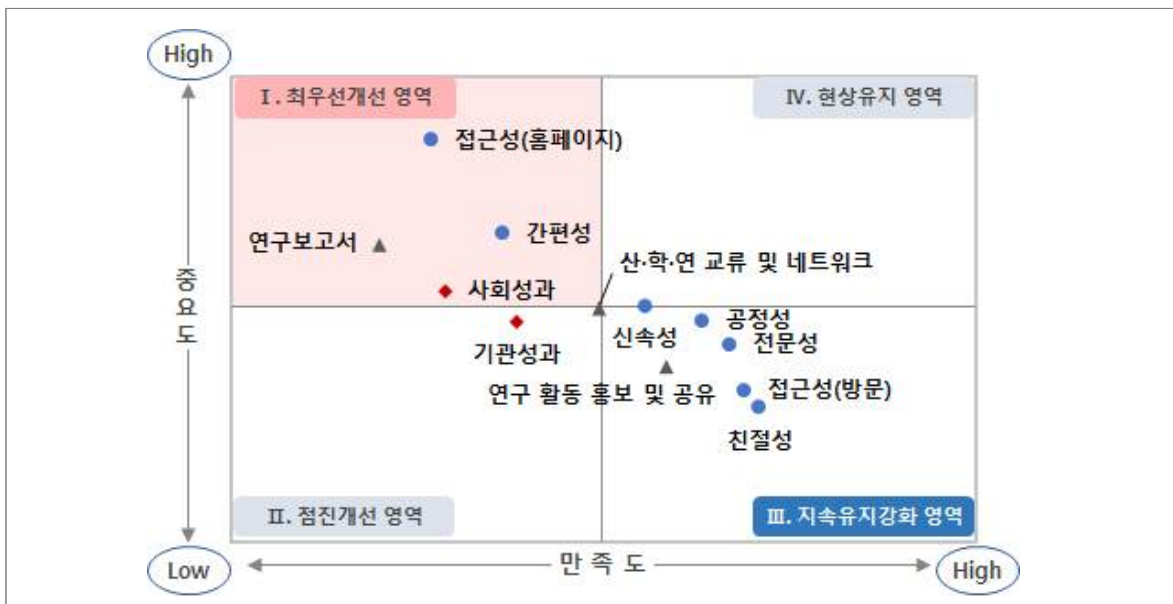 High
Ⅰ. 최우선개선 영역
Ⅳ. 현상유지 영역
접근성(홈페이지)
연구보고서
간편성
산·학·연 교류 및 네트워크
사회성과
중요도
신속성
공정성
기관성과
전문성
연구 활동 홍보 및 공유
접근성(방문)
친절성
Ⅱ. 점진개선 영역
Ⅲ. 지속유지강화 영역
Low
만 족 도
High